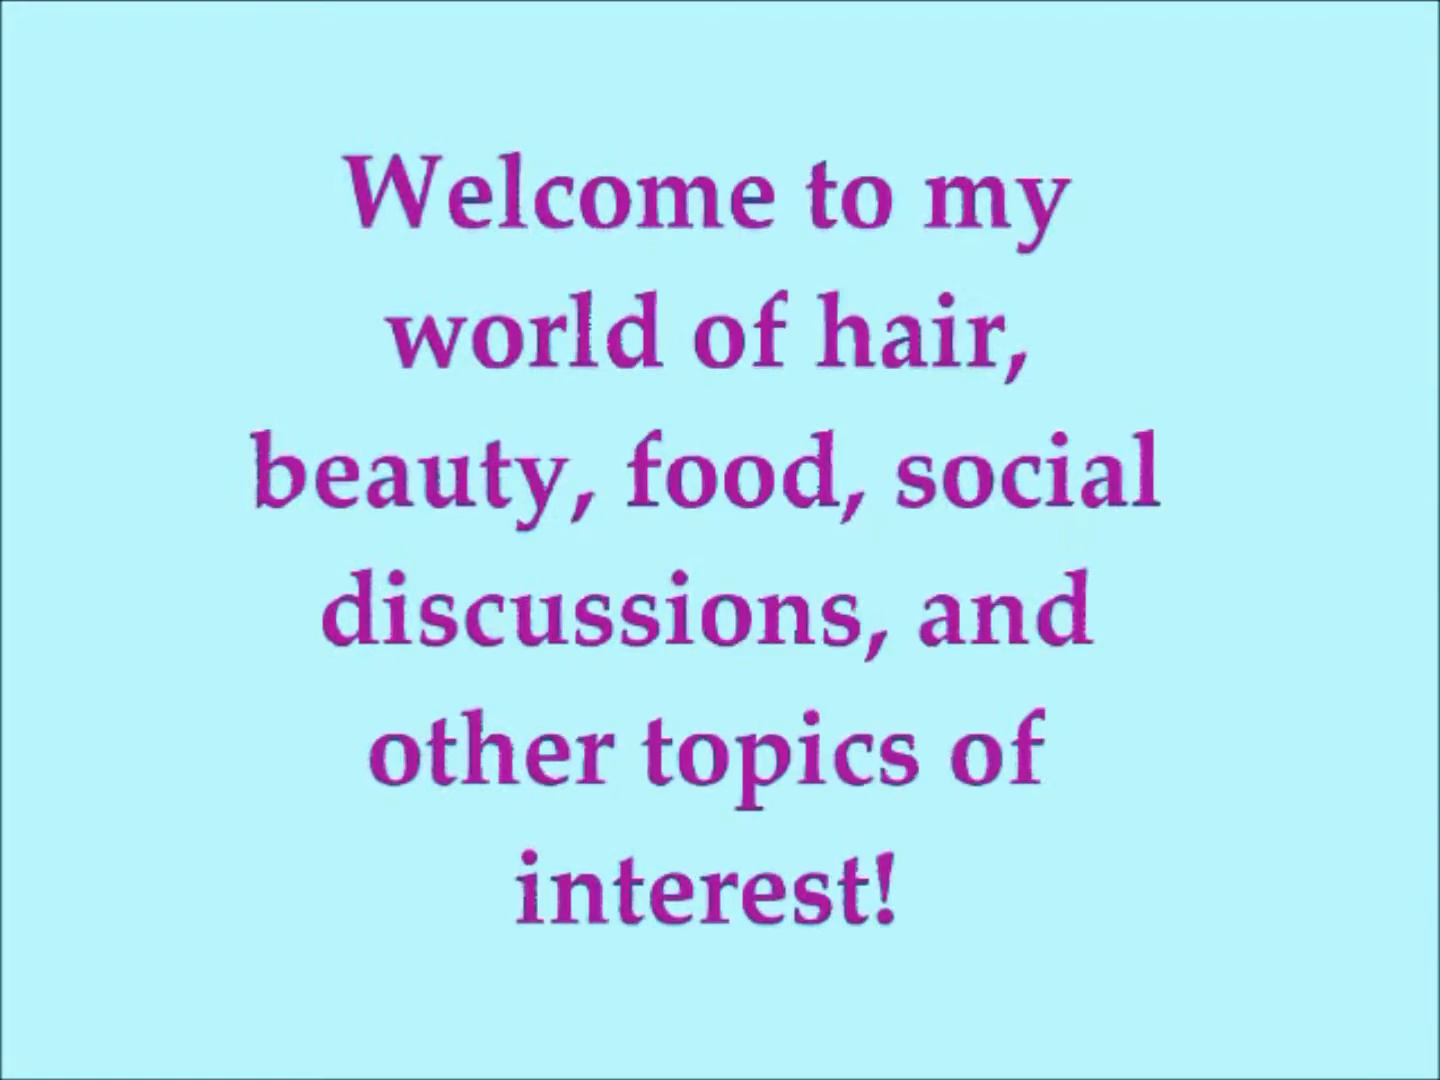 Welcome to my
world of hair,
beauty, food, social
discussions, and
other topics of
interest!